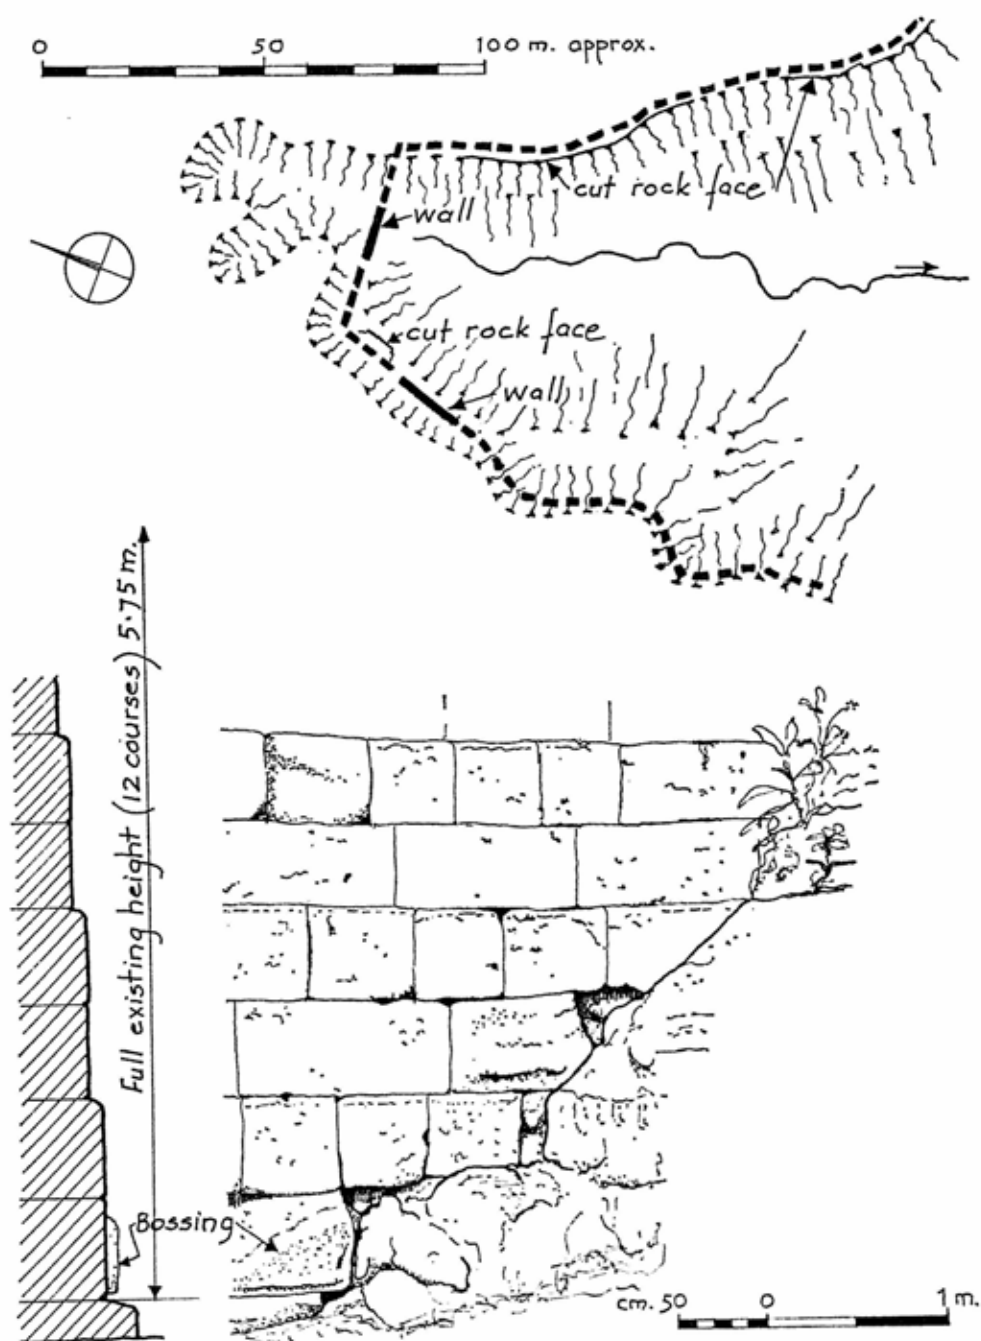 0 50 100 m. approx.
cut rock face
wall
cut rock face
wall
Full existing height (12 courses) 5·75 m.
Bossing
cm. 50 0 1 m.